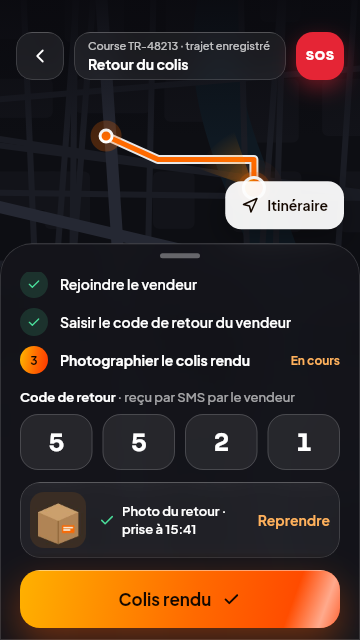 Course TR-48213 · trajet enregistré
Retour du colis
SOS
Itinéraire
Rejoindre le vendeur
Saisir le code de retour du vendeur
3 Photographier le colis rendu En cours
Code de retour · reçu par SMS par le vendeur
5 5 2 1
Photo du retour ·
prise à 15:41
Reprendre
Colis rendu